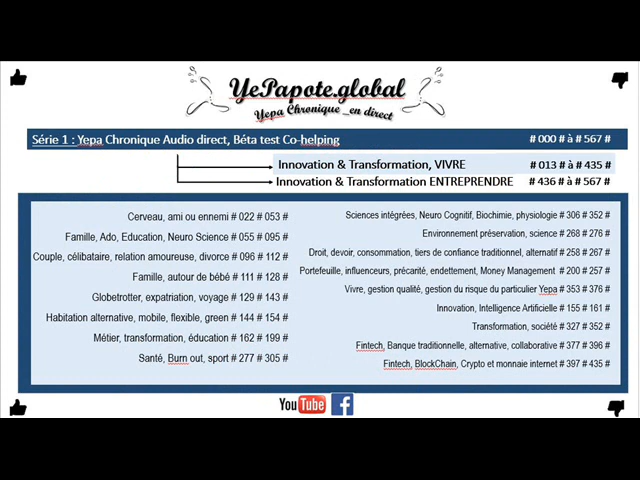 YePapote.global
Yepa Chronique _en direct
Série 1 : Yepa Chronique Audio direct, Béta test Co-helping # 000 # à # 567 #
Innovation & Transformation, VIVRE # 013 # à # 435 #
Innovation & Transformation ENTREPRENDRE # 436 # à # 567 #
Cerveau, ami ou ennemi # 022 # 053 #
Famille, Ado, Education, Neuro Science # 055 # 095 #
Couple, célibataire, relation amoureuse, divorce # 096 # 112 #
Famille, autour de bébé # 111 # 128 #
Globetrotter, expatriation, voyage # 129 # 143 #
Habitation alternative, mobile, flexible, green # 144 # 154 #
Métier, transformation, éducation # 162 # 199 #
Santé, Burn out, sport # 277 # 305 #
Sciences intégrées, Neuro Cognitif, Biochimie, physiologie # 306 # 352 #
Environnement préservation, science # 268 # 276 #
Droit, devoir, consommation, tiers de confiance traditionnel, alternatif # 258 # 267 #
Portefeuille, influenceurs, précarité, endettement, Money Management # 200 # 257 #
Vivre, gestion qualité, gestion du risque du particulier Yepa # 353 # 376 #
Innovation, Intelligence Artificielle # 155 # 161 #
Transformation, société # 327 # 352 #
Fintech, Banque traditionnelle, alternative, collaborative # 377 # 396 #
Fintech, BlockChain, Crypto et monnaie internet # 397 # 435 #
YouTube f